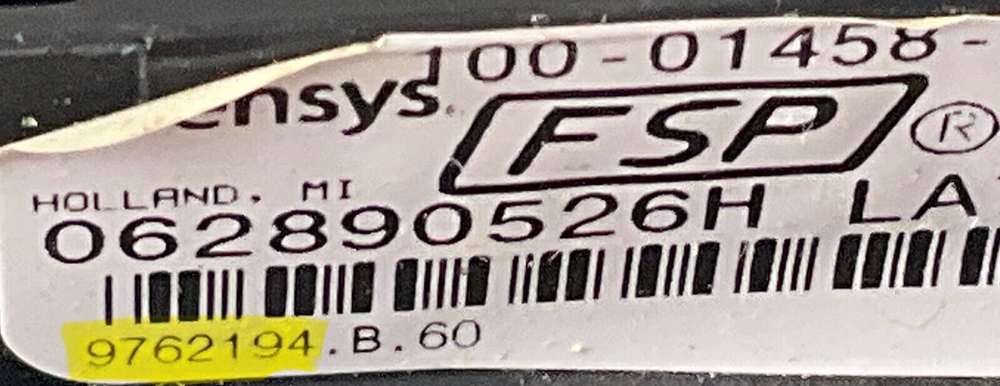 100-01458-
ensys.
FSP ®
HOLLAND, MI
062890526H LA
9762194.B.60